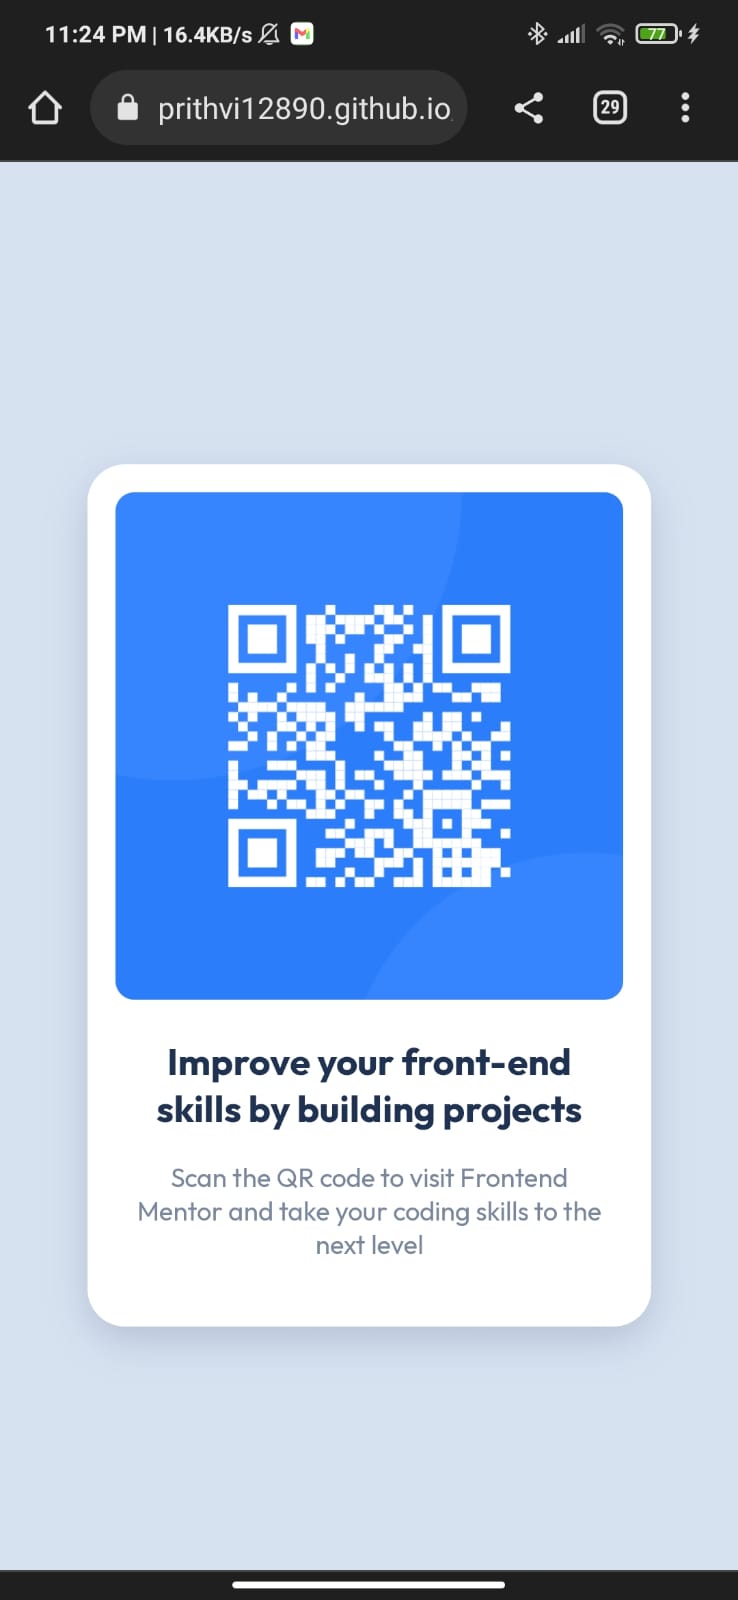 11:24 PM | 16.4KB/s
77
prithvi12890.github.io
29
Improve your front-end
skills by building projects
Scan the QR code to visit Frontend
Mentor and take your coding skills to the
next level